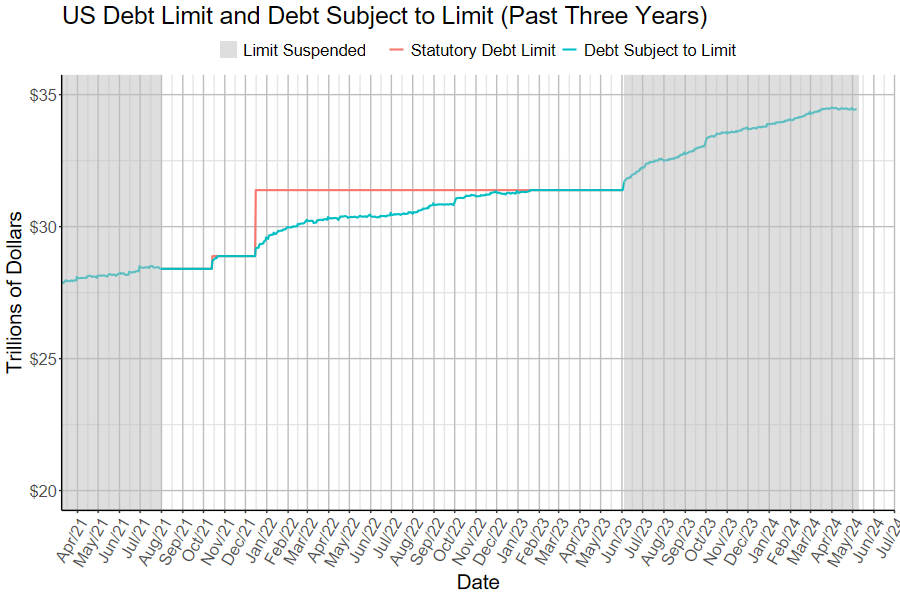 US Debt Limit and Debt Subject to Limit (Past Three Years)
Limit Suspended Statutory Debt Limit Debt Subject to Limit
Trillions of Dollars
$35
$30
$25
$20
Apr/21 May/21 Jun/21 Jul/21 Aug/21 Sep/21 Oct/21 Nov/21 Dec/21 Jan/22 Feb/22 Mar/22 Apr/22 May/22 Jun/22 Jul/22 Aug/22 Sep/22 Oct/22 Nov/22 Dec/22 Jan/23 Feb/23 Mar/23 Apr/23 May/23 Jun/23 Jul/23 Aug/23 Sep/23 Oct/23 Nov/23 Dec/23 Jan/24 Feb/24 Mar/24 Apr/24 May/24 Jun/24 Jul/24
Date